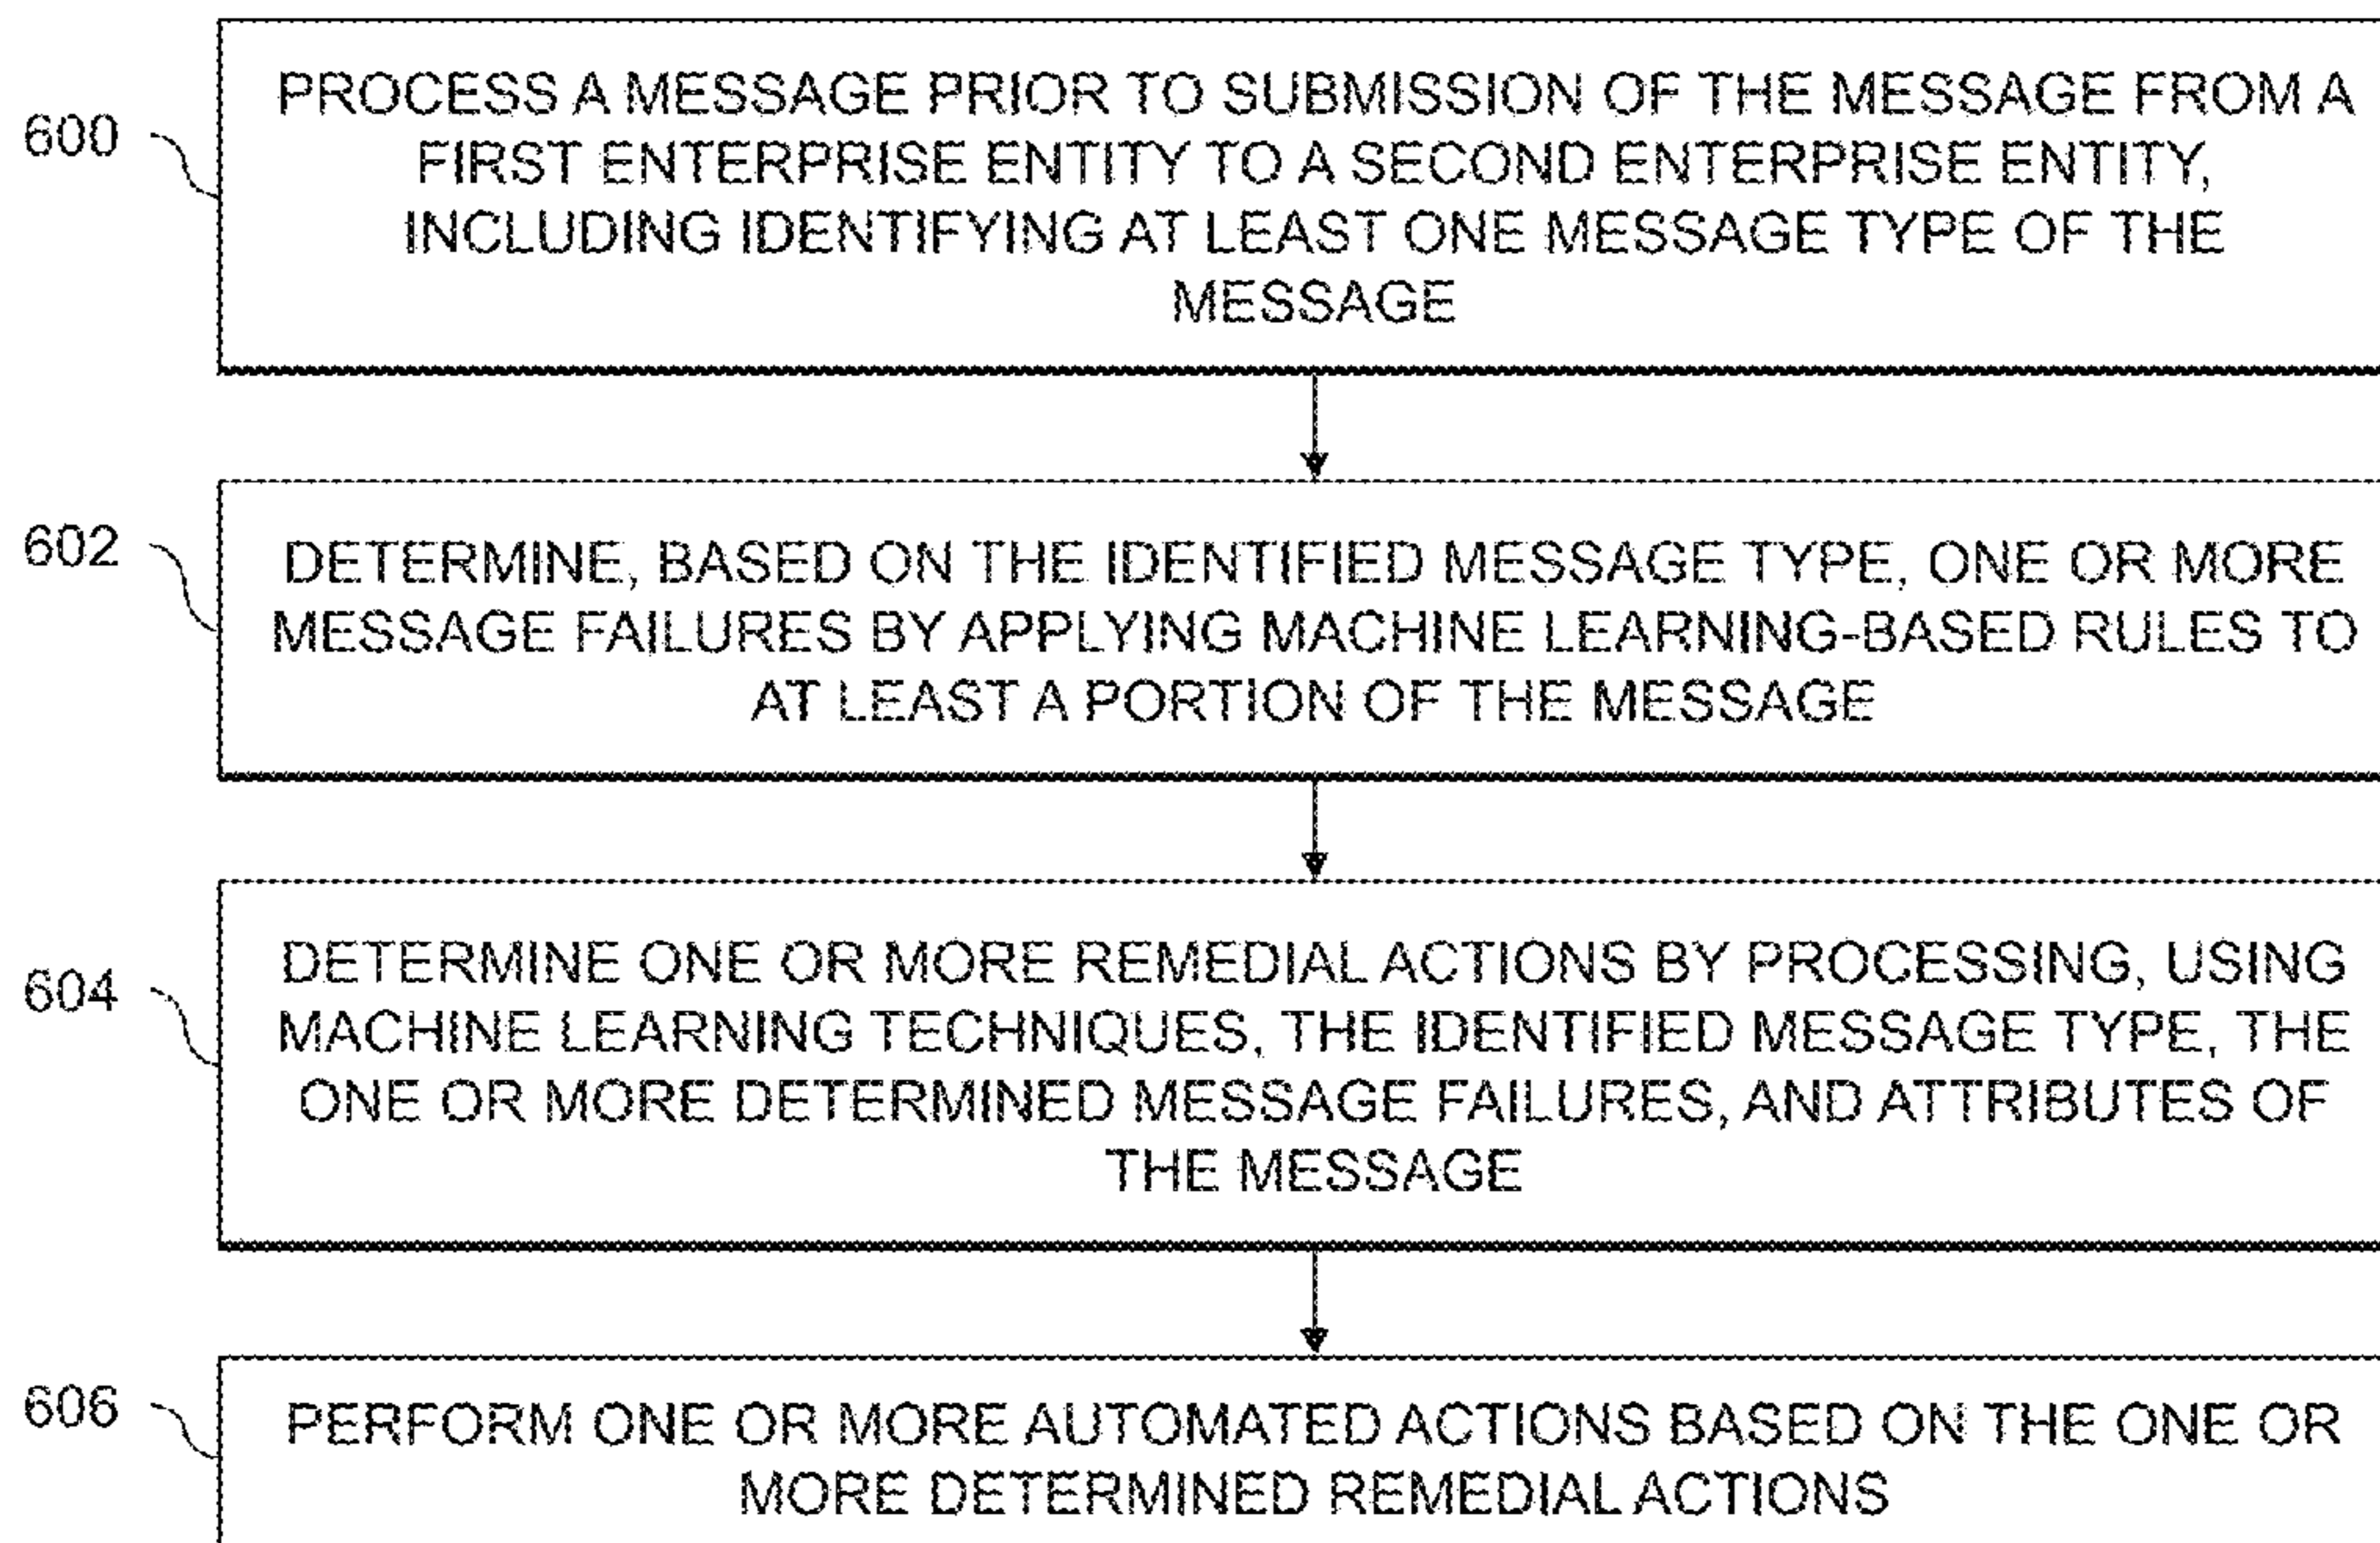 600
PROCESS A MESSAGE PRIOR TO SUBMISSION OF THE MESSAGE FROM A
FIRST ENTERPRISE ENTITY TO A SECOND ENTERPRISE ENTITY,
INCLUDING IDENTIFYING AT LEAST ONE MESSAGE TYPE OF THE
MESSAGE
602
DETERMINE, BASED ON THE IDENTIFIED MESSAGE TYPE, ONE OR MORE
MESSAGE FAILURES BY APPLYING MACHINE LEARNING-BASED RULES TO
AT LEAST A PORTION OF THE MESSAGE
604
DETERMINE ONE OR MORE REMEDIAL ACTIONS BY PROCESSING, USING
MACHINE LEARNING TECHNIQUES, THE IDENTIFIED MESSAGE TYPE, THE
ONE OR MORE DETERMINED MESSAGE FAILURES, AND ATTRIBUTES OF
THE MESSAGE
606
PERFORM ONE OR MORE AUTOMATED ACTIONS BASED ON THE ONE OR
MORE DETERMINED REMEDIAL ACTIONS